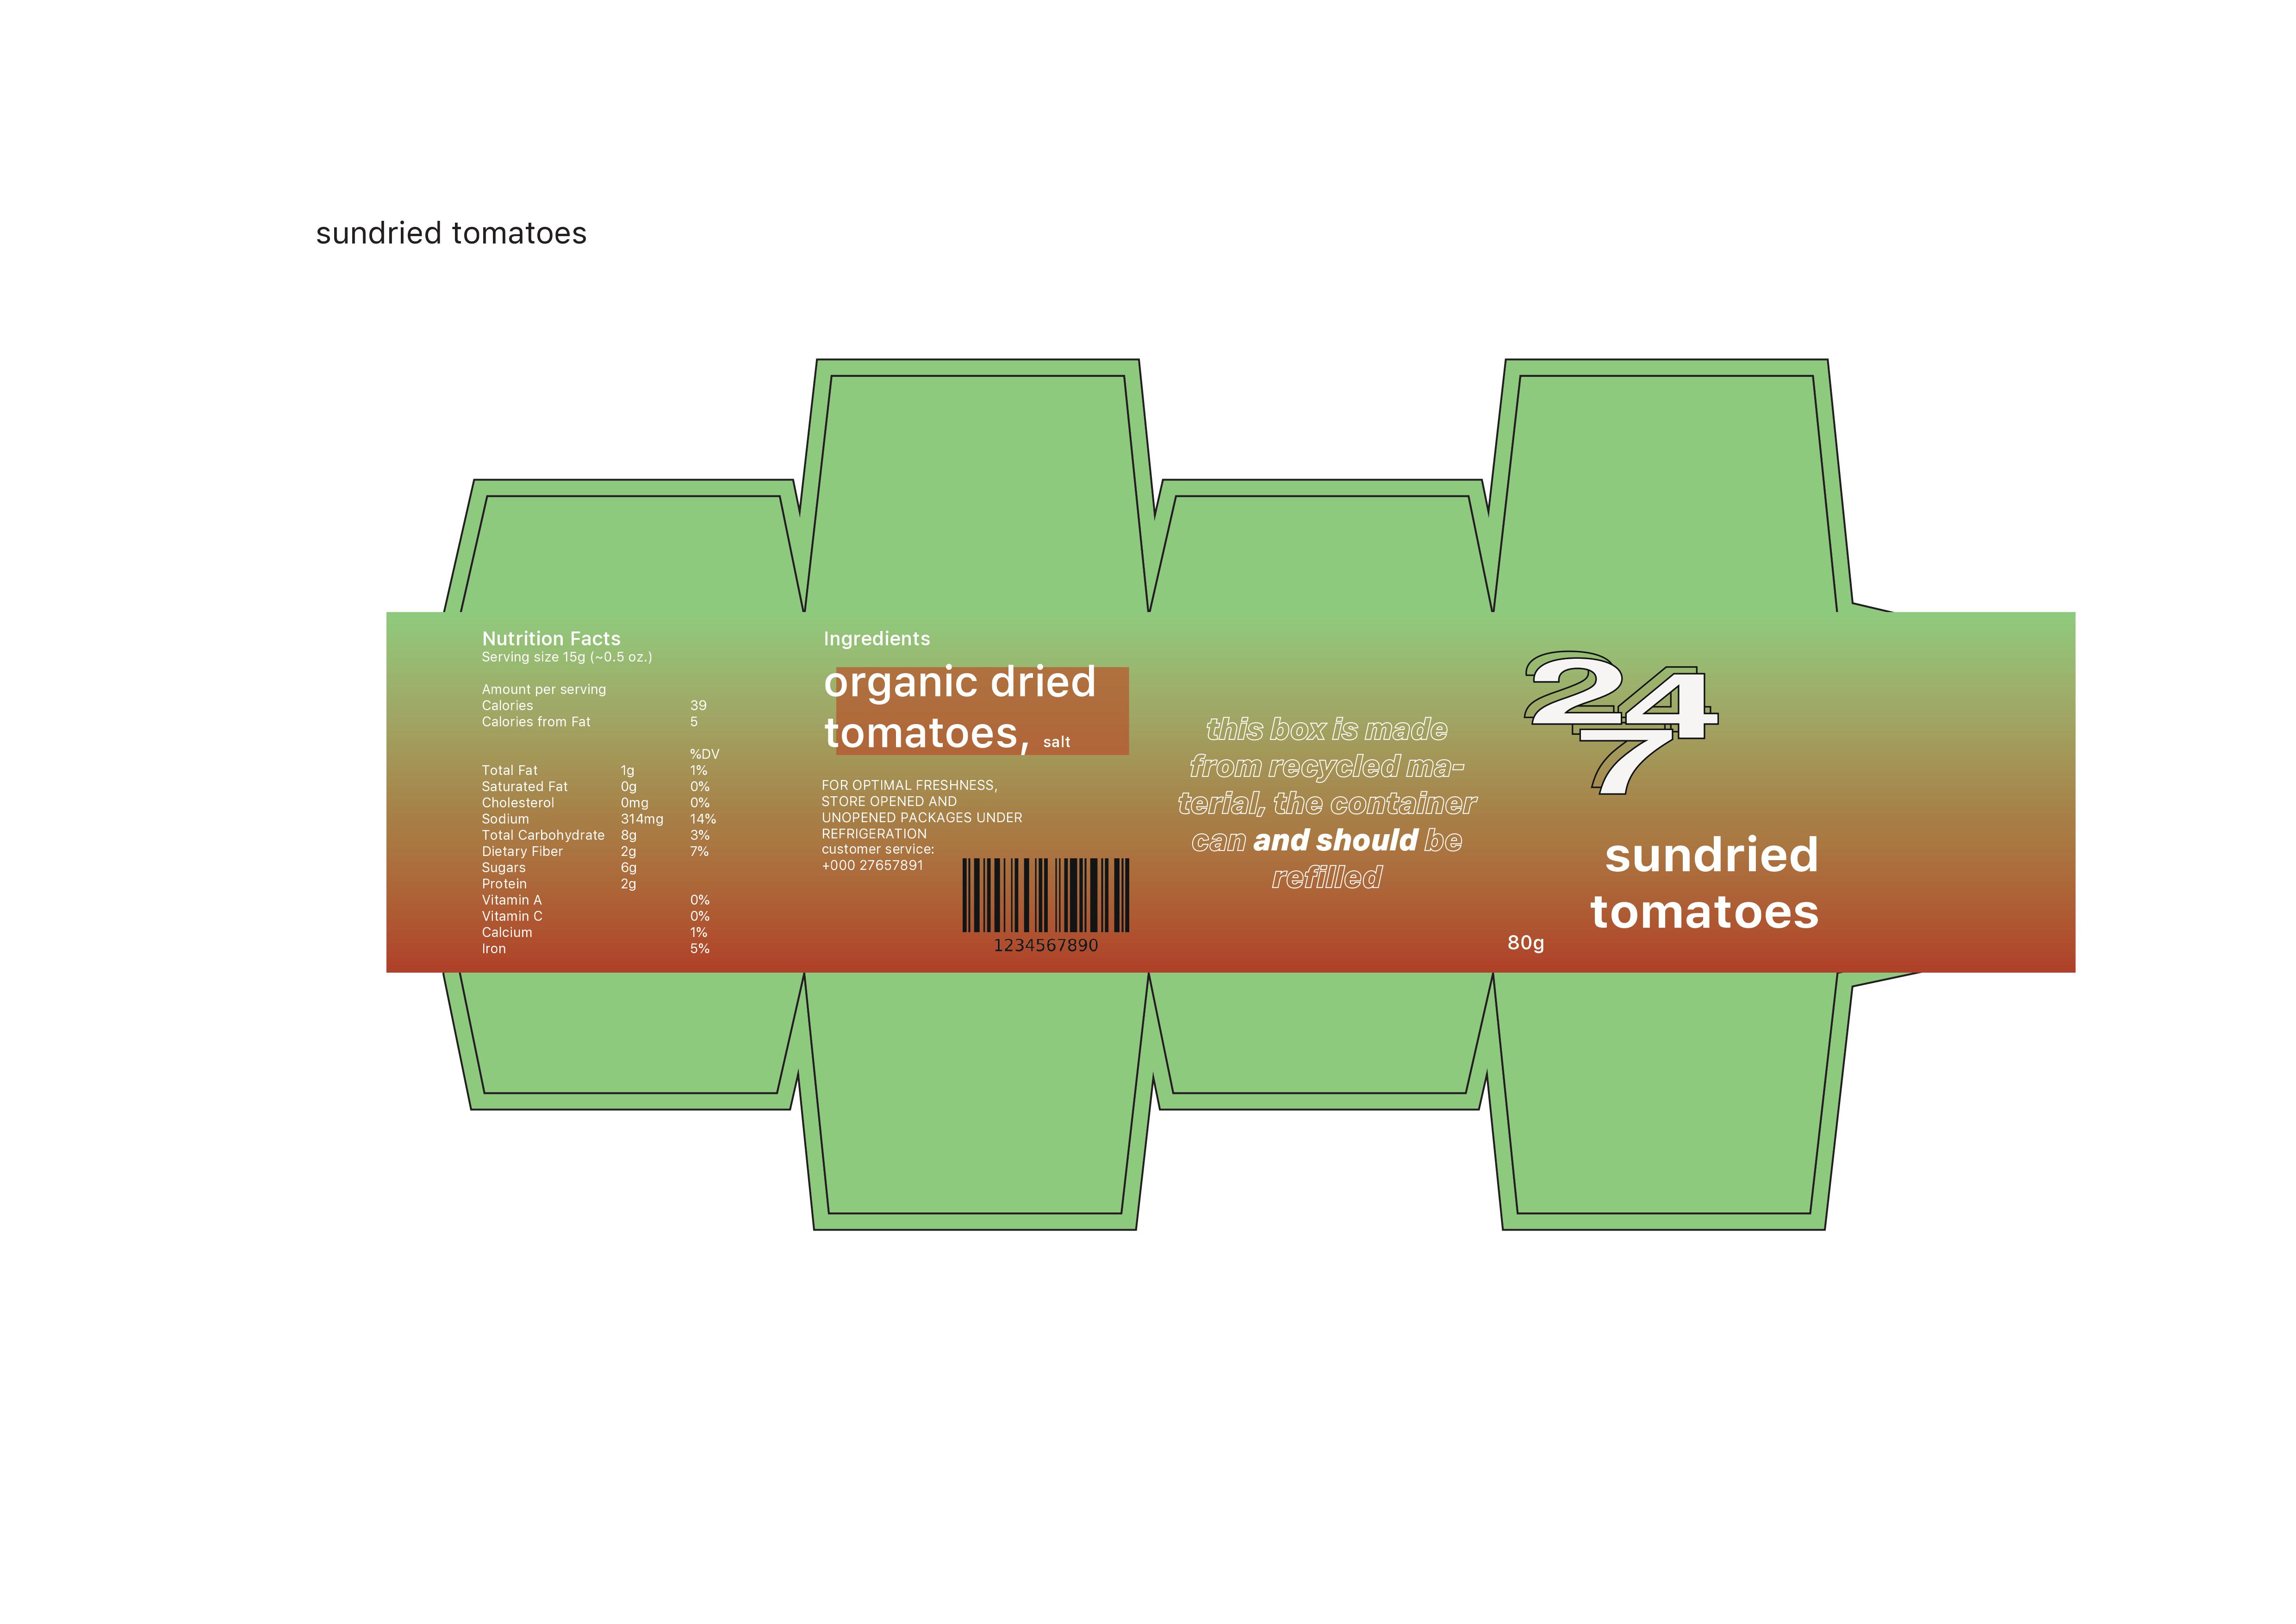 sundried tomatoes
Nutrition Facts
Serving size 15g (~0.5 oz.)
Amount per serving
Calories 39
Calories from Fat 5
%DV
Total Fat 1g 1%
Saturated Fat 0g 0%
Cholesterol 0mg 0%
Sodium 314mg 14%
Total Carbohydrate 8g 3%
Dietary Fiber 2g 7%
Sugars 6g
Protein 2g
Vitamin A 0%
Vitamin C 0%
Calcium 1%
Iron 5%
Ingredients
organic dried
tomatoes, salt
FOR OPTIMAL FRESHNESS,
STORE OPENED AND
UNOPENED PACKAGES UNDER
REFRIGERATION
customer service:
+000 27657891
1234567890
this box is made
from recycled ma-
terial, the container
can and should be
refilled
24
7
sundried
tomatoes
80g